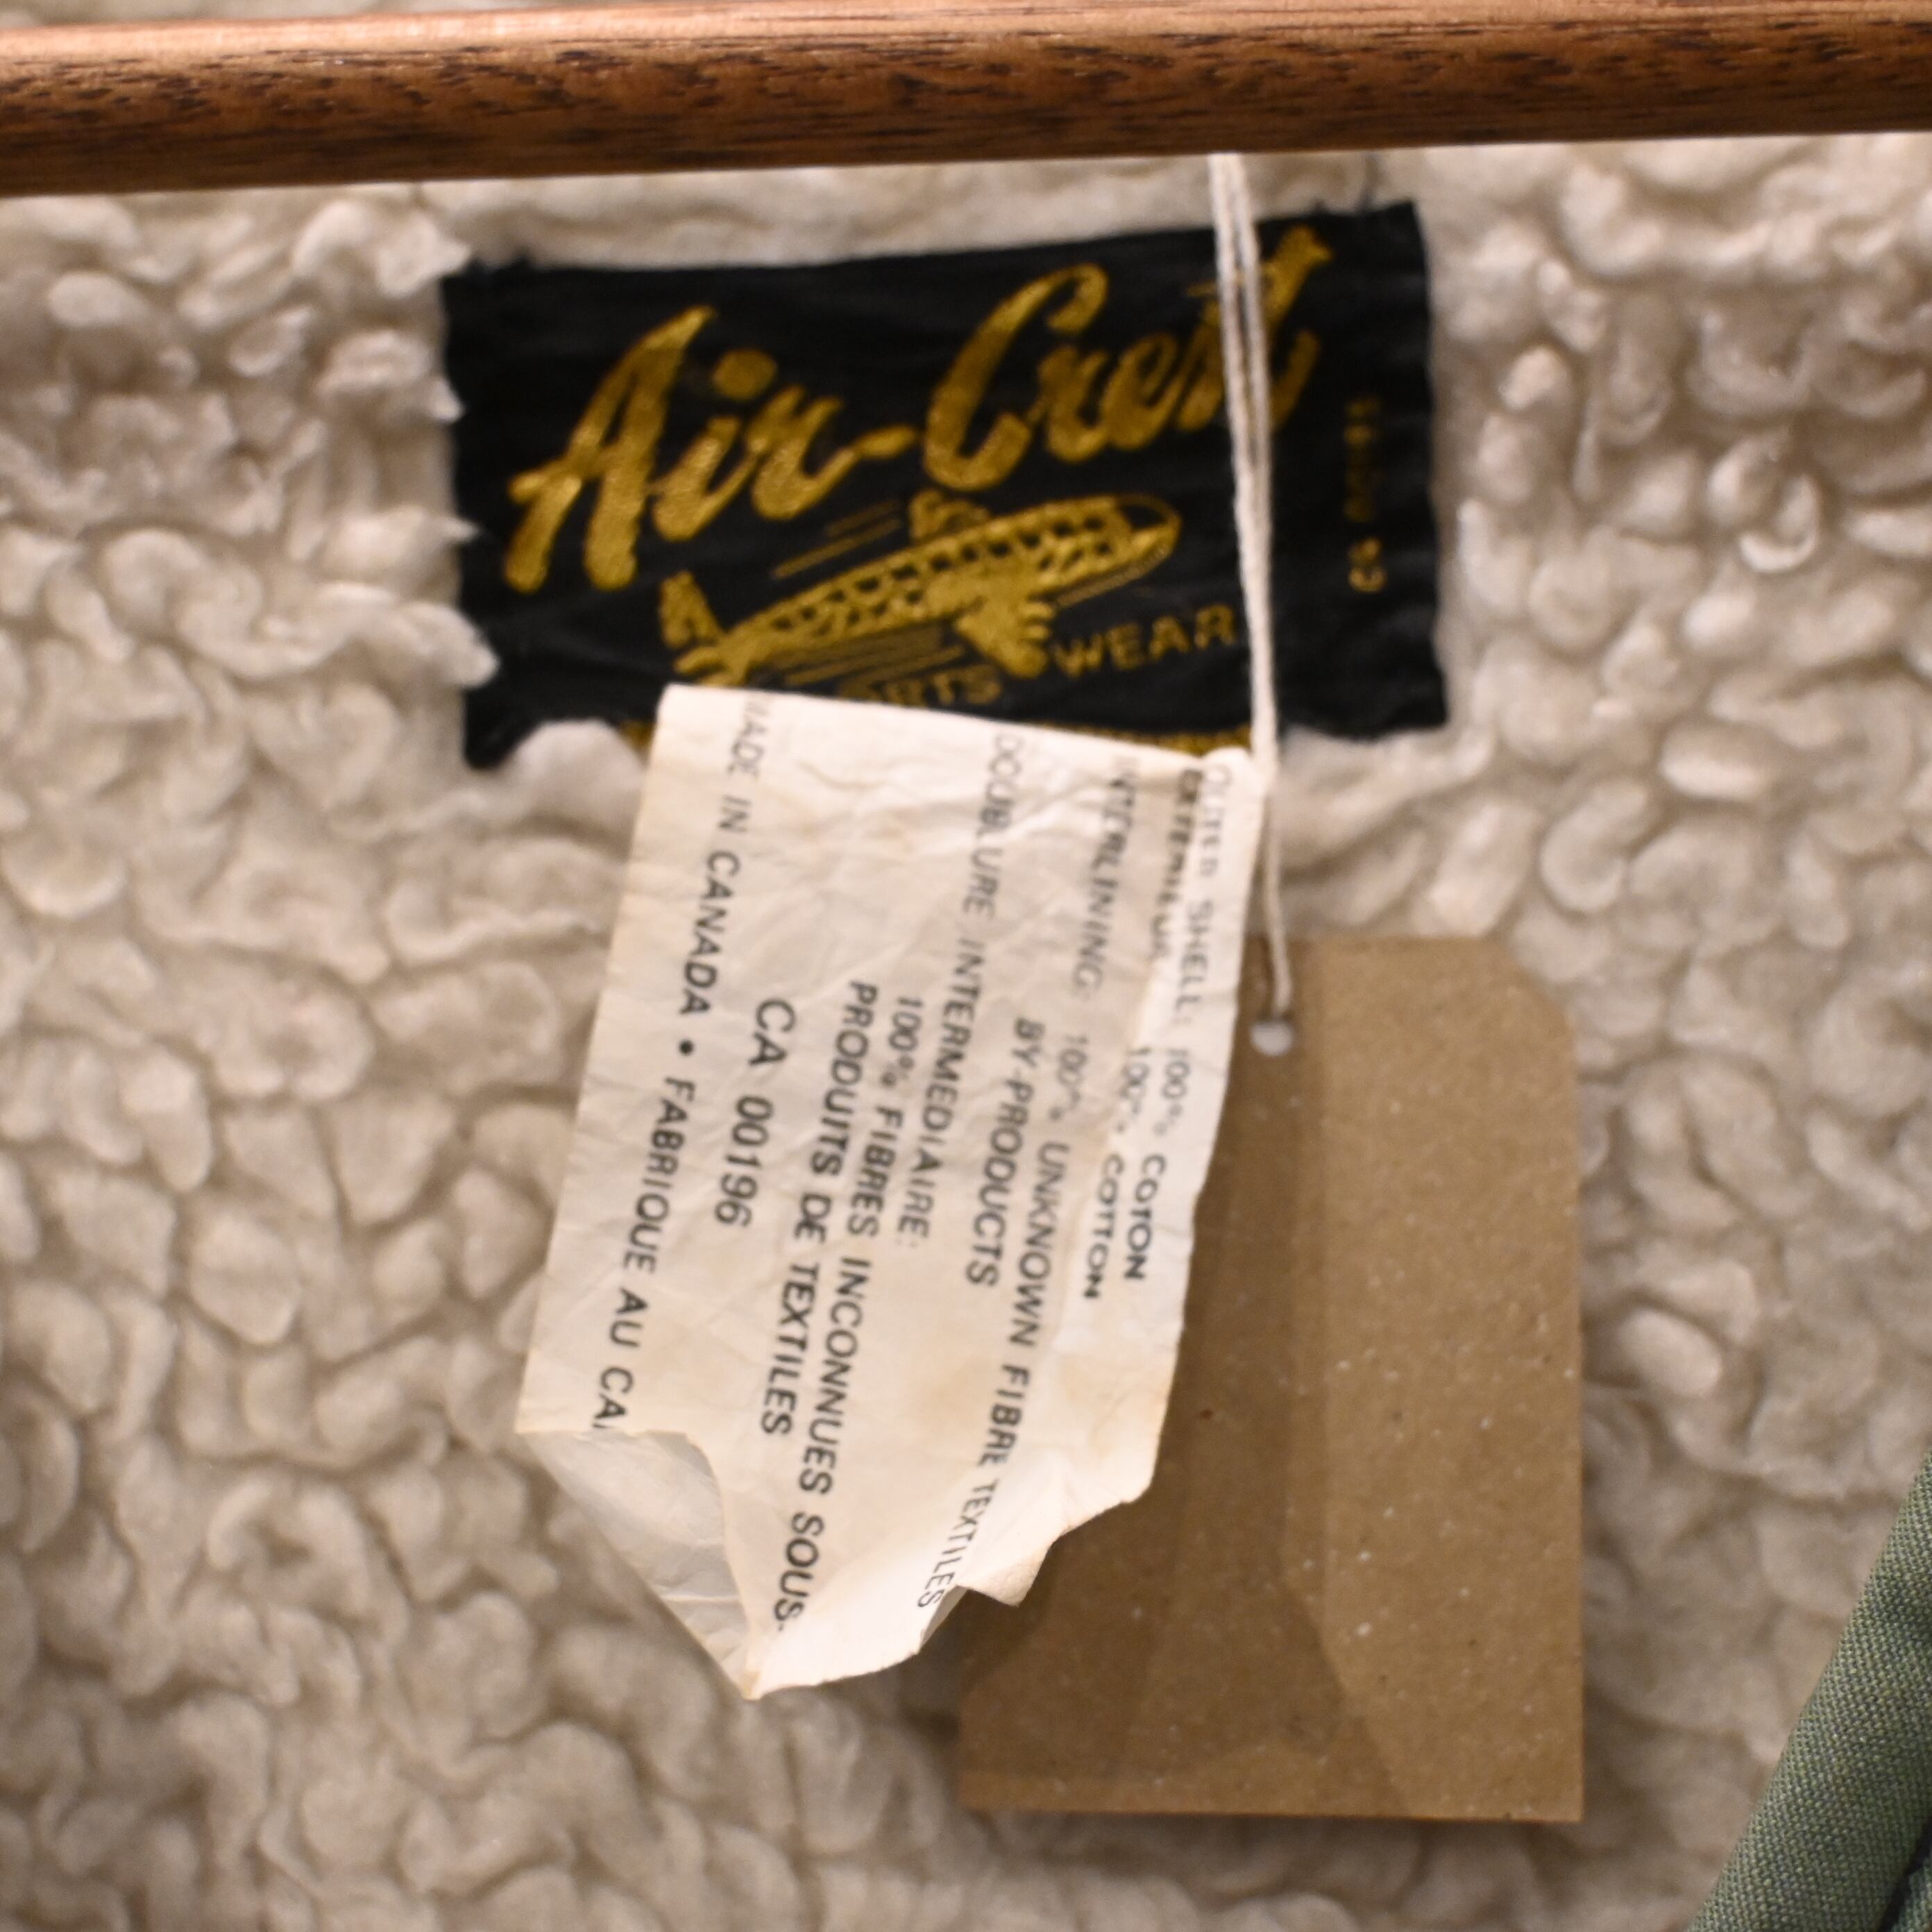 Air-Crest
WEAR
OUTER SHELL: 100% COTON
EXTERIEUR 100% COTTON
INTERLINING: 100% UNKNOWN FIBRE TEXTILES
BY-PRODUCTS
DOUBLURE INTERMEDIAIRE:
100% FIBRES INCONNUES SOUS-
PRODUITS DE TEXTILES
CA 00196
MADE IN CANADA • FABRIQUE AU CA